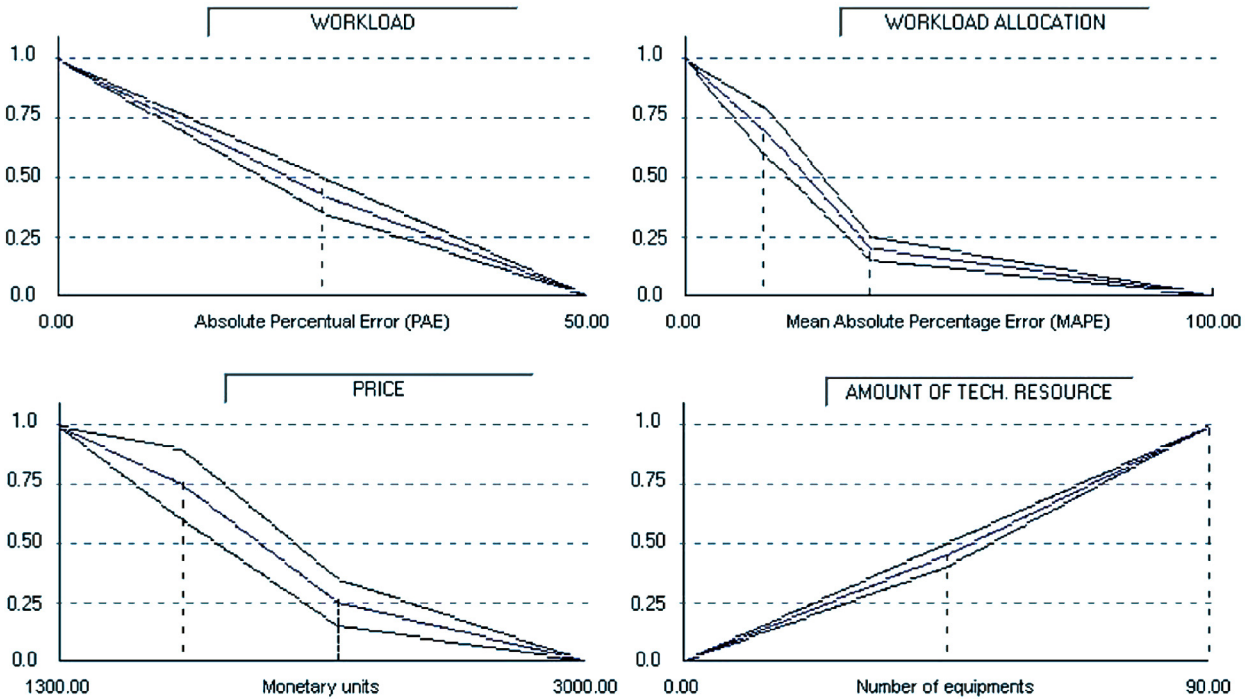 WORKLOAD
1.0
0.75
0.50
0.25
0.0
0.00 Absolute Percentual Error (PAE) 50.00
WORKLOAD ALLOCATION
1.0
0.75
0.50
0.25
0.0
0.00 Mean Absolute Percentage Error (MAPE) 100.00
PRICE
1.0
0.75
0.50
0.25
0.0
1300.00 Monetary units 3000.00
AMOUNT OF TECH. RESOURCE
1.0
0.75
0.50
0.25
0.0
0.00 Number of equipments 90.00